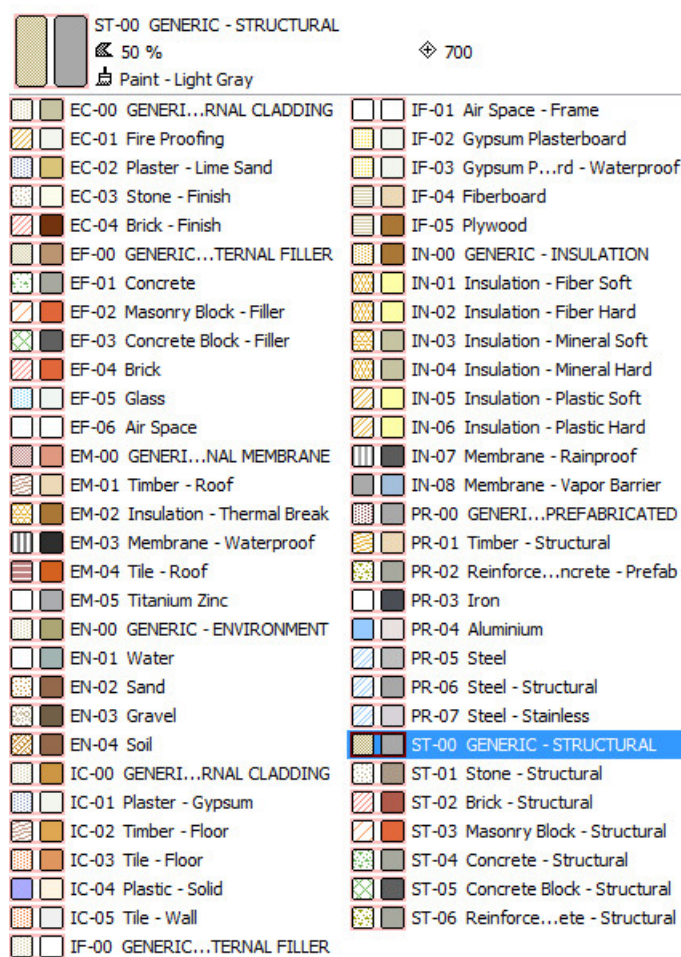 ST-00 GENERIC - STRUCTURAL
50 %
700
Paint - Light Gray
EC-00 GENERI...RNAL CLADDING
EC-01 Fire Proofing
EC-02 Plaster - Lime Sand
EC-03 Stone - Finish
EC-04 Brick - Finish
EF-00 GENERIC...TERNAL FILLER
EF-01 Concrete
EF-02 Masonry Block - Filler
EF-03 Concrete Block - Filler
EF-04 Brick
EF-05 Glass
EF-06 Air Space
EM-00 GENERI...NAL MEMBRANE
EM-01 Timber - Roof
EM-02 Insulation - Thermal Break
EM-03 Membrane - Waterproof
EM-04 Tile - Roof
EM-05 Titanium Zinc
EN-00 GENERIC - ENVIRONMENT
EN-01 Water
EN-02 Sand
EN-03 Gravel
EN-04 Soil
IC-00 GENERI...RNAL CLADDING
IC-01 Plaster - Gypsum
IC-02 Timber - Floor
IC-03 Tile - Floor
IC-04 Plastic - Solid
IC-05 Tile - Wall
IF-00 GENERIC...TERNAL FILLER
IF-01 Air Space - Frame
IF-02 Gypsum Plasterboard
IF-03 Gypsum P...rd - Waterproof
IF-04 Fiberboard
IF-05 Plywood
IN-00 GENERIC - INSULATION
IN-01 Insulation - Fiber Soft
IN-02 Insulation - Fiber Hard
IN-03 Insulation - Mineral Soft
IN-04 Insulation - Mineral Hard
IN-05 Insulation - Plastic Soft
IN-06 Insulation - Plastic Hard
IN-07 Membrane - Rainproof
IN-08 Membrane - Vapor Barrier
PR-00 GENERI...PREFABRICATED
PR-01 Timber - Structural
PR-02 Reinforce...ncrete - Prefab
PR-03 Iron
PR-04 Aluminium
PR-05 Steel
PR-06 Steel - Structural
PR-07 Steel - Stainless
ST-00 GENERIC - STRUCTURAL
ST-01 Stone - Structural
ST-02 Brick - Structural
ST-03 Masonry Block - Structural
ST-04 Concrete - Structural
ST-05 Concrete Block - Structural
ST-06 Reinforce...ete - Structural